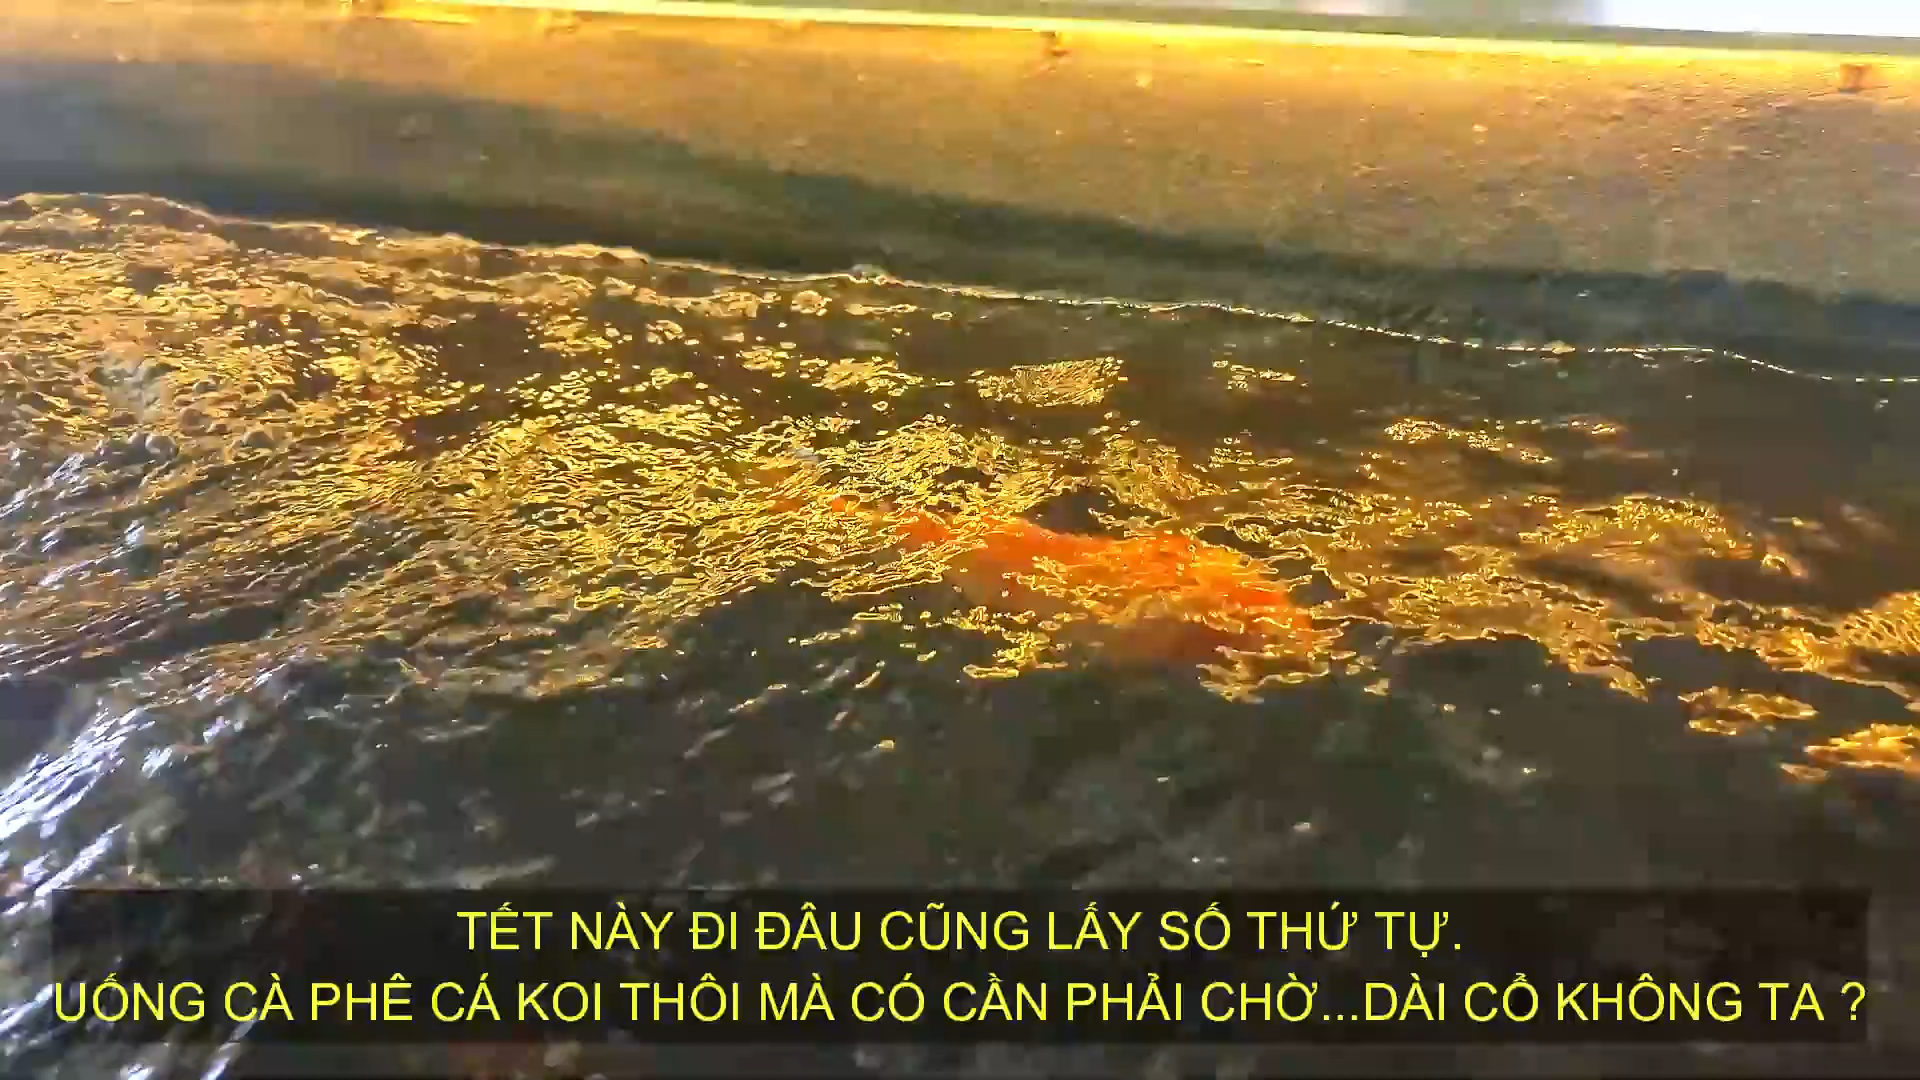 TẾT NÀY ĐI ĐÂU CŨNG LẤY SỐ THỨ TỰ.
UỐNG CÀ PHÊ CÁ KOI THÔI MÀ CÓ CẦN PHẢI CHỜ...DÀI CỔ KHÔNG TA ?